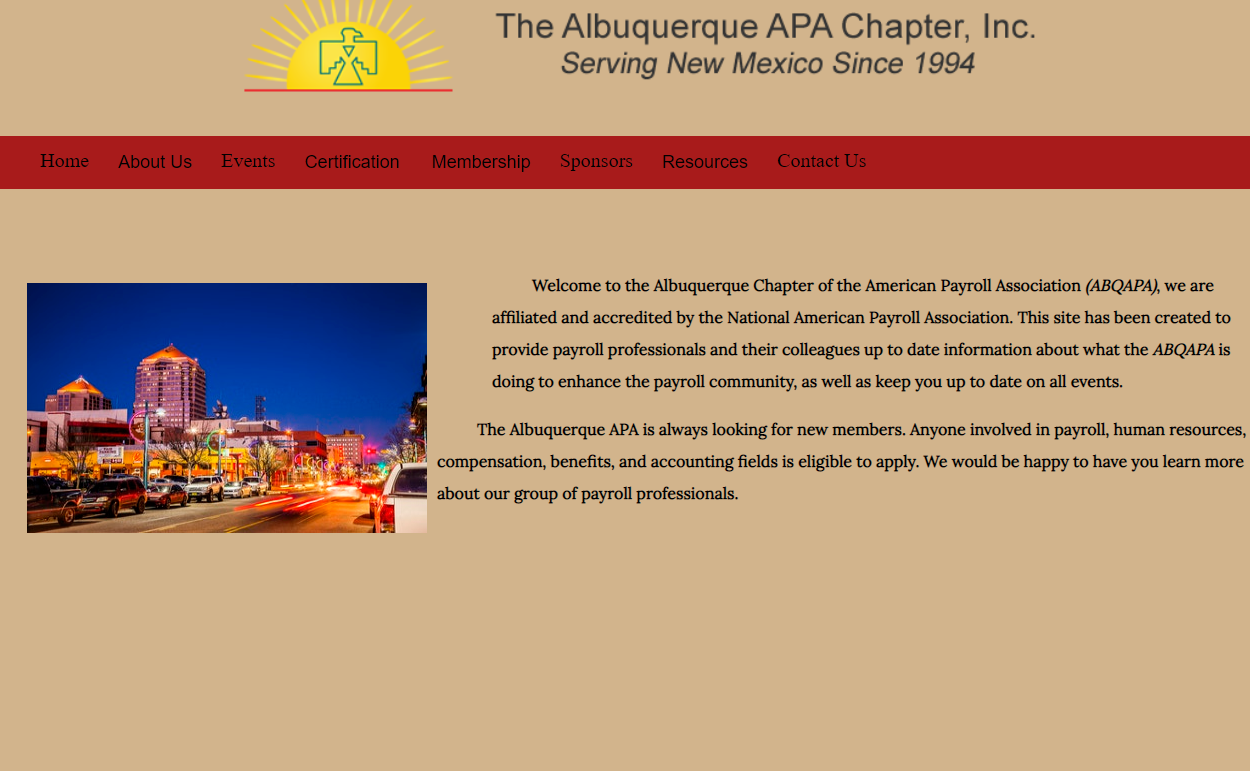 The Albuquerque APA Chapter, Inc.
Serving New Mexico Since 1994
Home About Us Events Certification Membership Sponsors Resources Contact Us
Welcome to the Albuquerque Chapter of the American Payroll Association (ABQAPA), we are
affiliated and accredited by the National American Payroll Association. This site has been created to
provide payroll professionals and their colleagues up to date information about what the ABQAPA is
doing to enhance the payroll community, as well as keep you up to date on all events.
The Albuquerque APA is always looking for new members. Anyone involved in payroll, human resources,
compensation, benefits, and accounting fields is eligible to apply. We would be happy to have you learn more
about our group of payroll professionals.